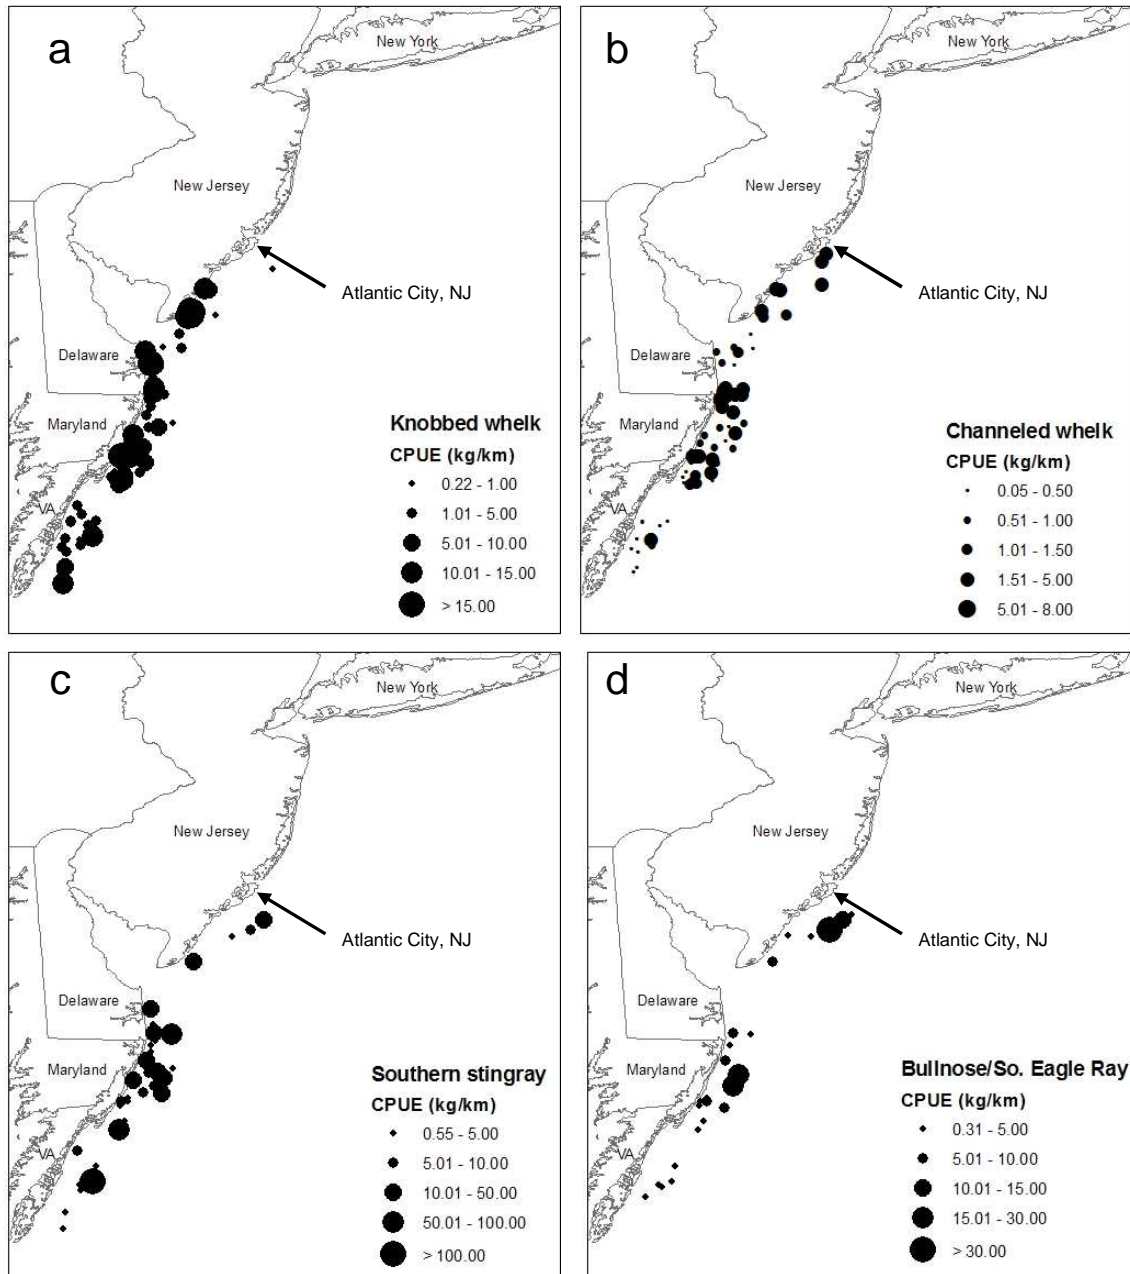 a
New York
New Jersey
Atlantic City, NJ
Delaware
Maryland
VA
Knobbed whelk
CPUE (kg/km)
0.22 - 1.00
1.01 - 5.00
5.01 - 10.00
10.01 - 15.00
> 15.00
b
New York
New Jersey
Atlantic City, NJ
Delaware
Maryland
VA
Channeled whelk
CPUE (kg/km)
0.05 - 0.50
0.51 - 1.00
1.01 - 1.50
1.51 - 5.00
5.01 - 8.00
c
New York
New Jersey
Atlantic City, NJ
Delaware
Maryland
VA
Southern stingray
CPUE (kg/km)
0.55 - 5.00
5.01 - 10.00
10.01 - 50.00
50.01 - 100.00
> 100.00
d
New York
New Jersey
Atlantic City, NJ
Delaware
Maryland
VA
Bullnose/So. Eagle Ray
CPUE (kg/km)
0.31 - 5.00
5.01 - 10.00
10.01 - 15.00
15.01 - 30.00
> 30.00